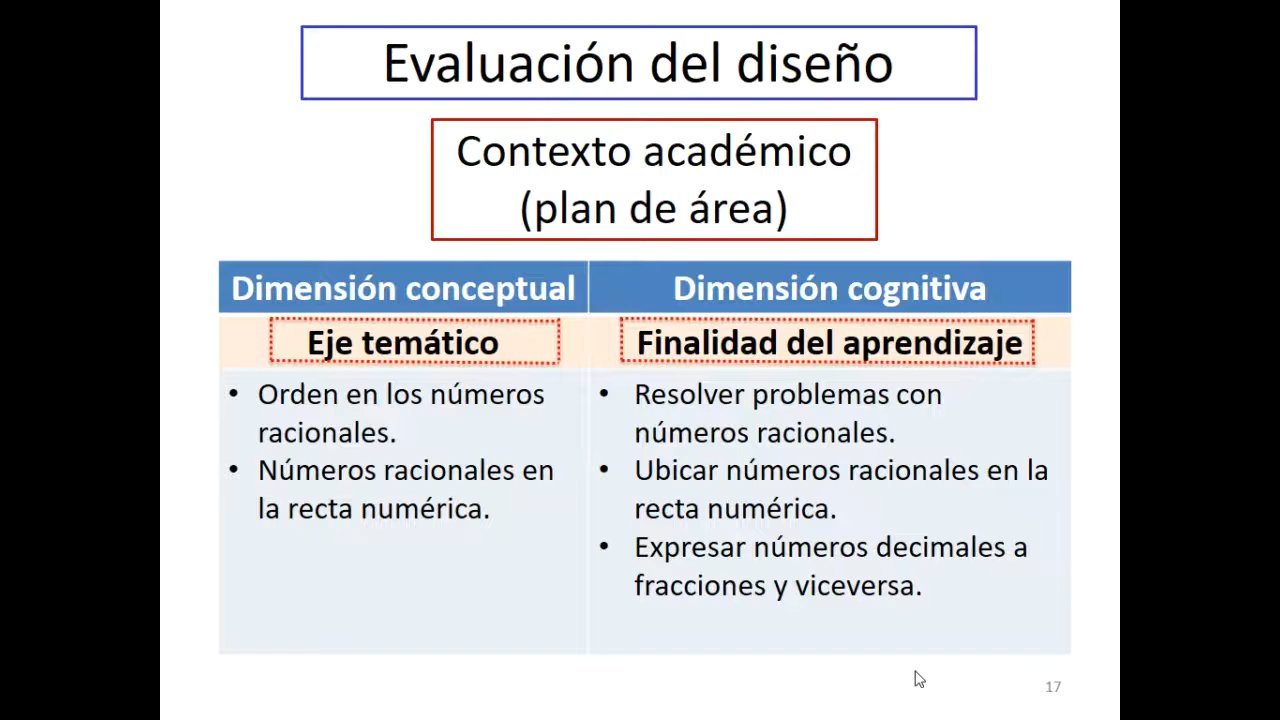 Evaluación del diseño
Contexto académico
(plan de área)
Dimensión conceptual
Dimensión cognitiva
Eje temático
Finalidad del aprendizaje
• Orden en los números
racionales.
• Números racionales en
la recta numérica.
• Resolver problemas con
números racionales.
• Ubicar números racionales en la
recta numérica.
• Expresar números decimales a
fracciones y viceversa.
17